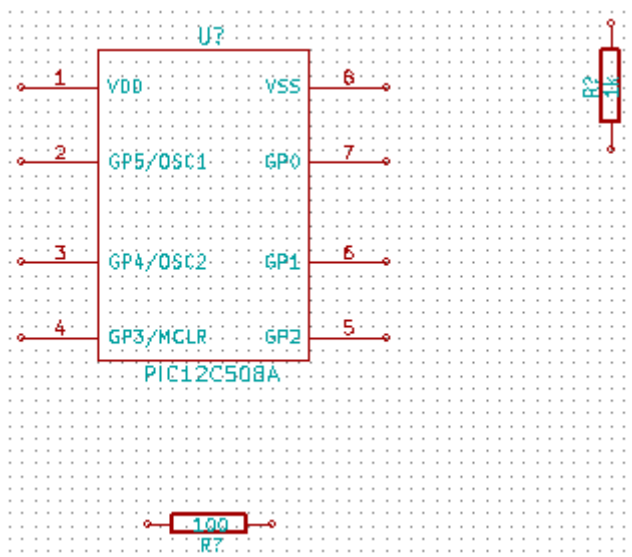 U?
1 VDD VSS 8
2 GP5/OSC1 GP0 7
3 GP4/OSC2 GP1 6
4 GP3/MCLR GP2 5
PIC12C508A
R?
1k
100
R?